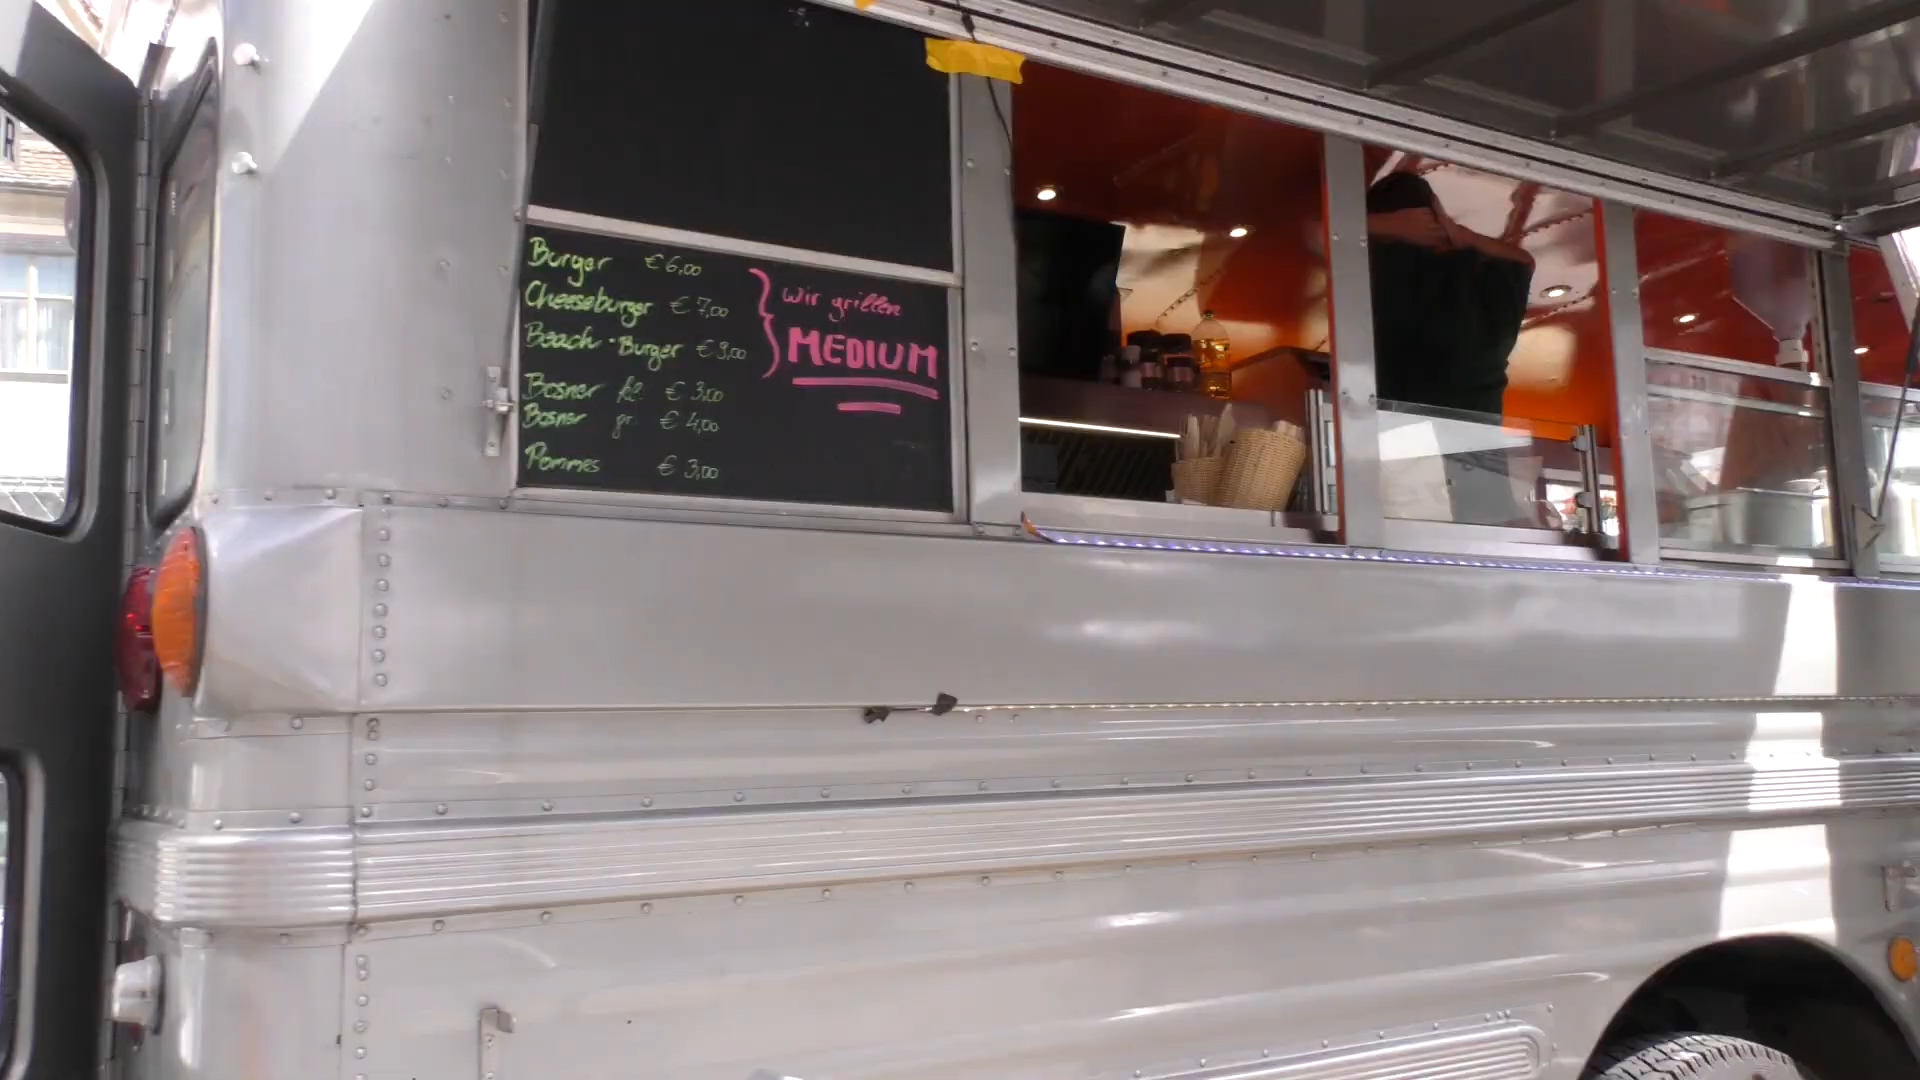 Burger €6,00
Cheeseburger €7,00
Beach-Burger €9,00
Bosner kl. €3,00
Bosner gr. €4,00
Pommes €3,00
wir grillen
MEDIUM
R